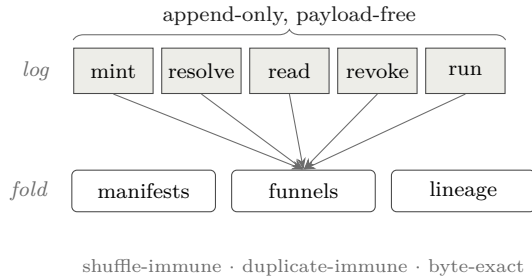 append-only, payload-free
log mint resolve read revoke run
fold manifests funnels lineage
shuffle-immune · duplicate-immune · byte-exact